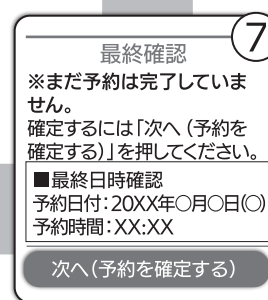 7
最終確認
※まだ予約は完了していま
せん。
確定するには「次へ（予約を
確定する）」を押してください。
■最終日時確認
予約日付：20XX年○月○日(○)
予約時間：XX:XX
次へ（予約を確定する）